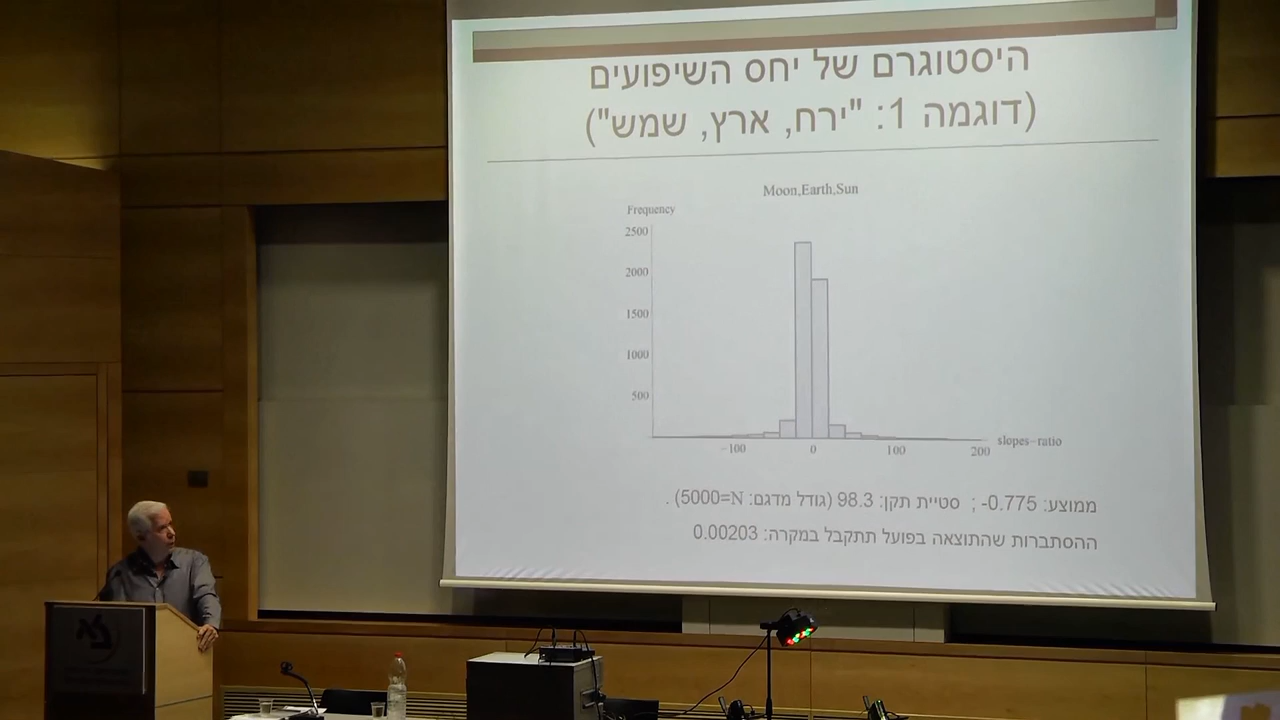 היסטוגרם של יחס השיפועים
(דוגמה 1: "ירח, ארץ, שמש")
Moon,Earth,Sun
Frequency
2500
2000
1500
1000
500
-100 0 100 200
slopes-ratio
ממוצע: 0.775- ; סטיית תקן: 98.3 (גודל מדגם: N=5000) .
ההסתברות שהתוצאה בפועל תתקבל במקרה: 0.00203